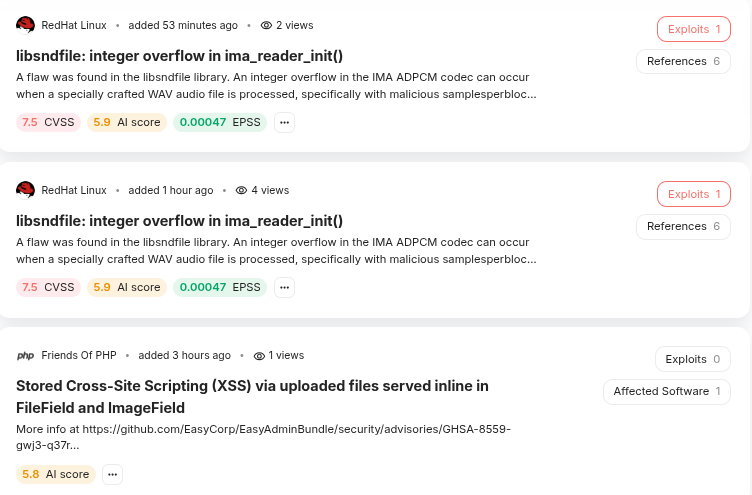 RedHat Linux • added 53 minutes ago • 2 views
Exploits 1
libsndfile: integer overflow in ima_reader_init()
References 6
A flaw was found in the libsndfile library. An integer overflow in the IMA ADPCM codec can occur
when a specially crafted WAV audio file is processed, specifically with malicious samplesperbloc...
7.5 CVSS 5.9 AI score 0.00047 EPSS ...
RedHat Linux • added 1 hour ago • 4 views
Exploits 1
libsndfile: integer overflow in ima_reader_init()
References 6
A flaw was found in the libsndfile library. An integer overflow in the IMA ADPCM codec can occur
when a specially crafted WAV audio file is processed, specifically with malicious samplesperbloc...
7.5 CVSS 5.9 AI score 0.00047 EPSS ...
php Friends Of PHP • added 3 hours ago • 1 views
Exploits 0
Stored Cross-Site Scripting (XSS) via uploaded files served inline in
Affected Software 1
FileField and ImageField
More info at https://github.com/EasyCorp/EasyAdminBundle/security/advisories/GHSA-8559-
gwj3-q37r...
5.8 AI score ...